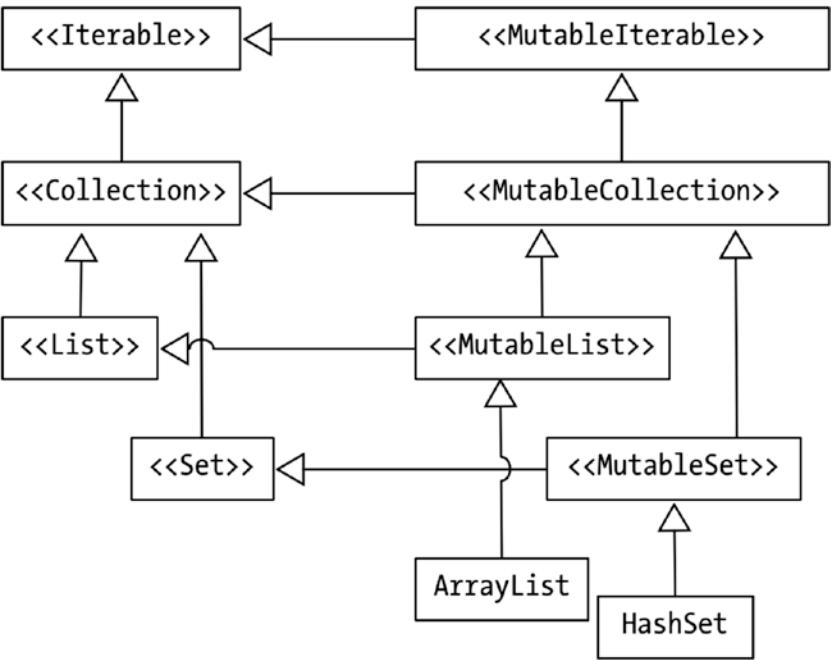 <<Iterable>>
<<MutableIterable>>
<<Collection>>
<<MutableCollection>>
<<List>>
<<MutableList>>
<<Set>>
<<MutableSet>>
ArrayList
HashSet